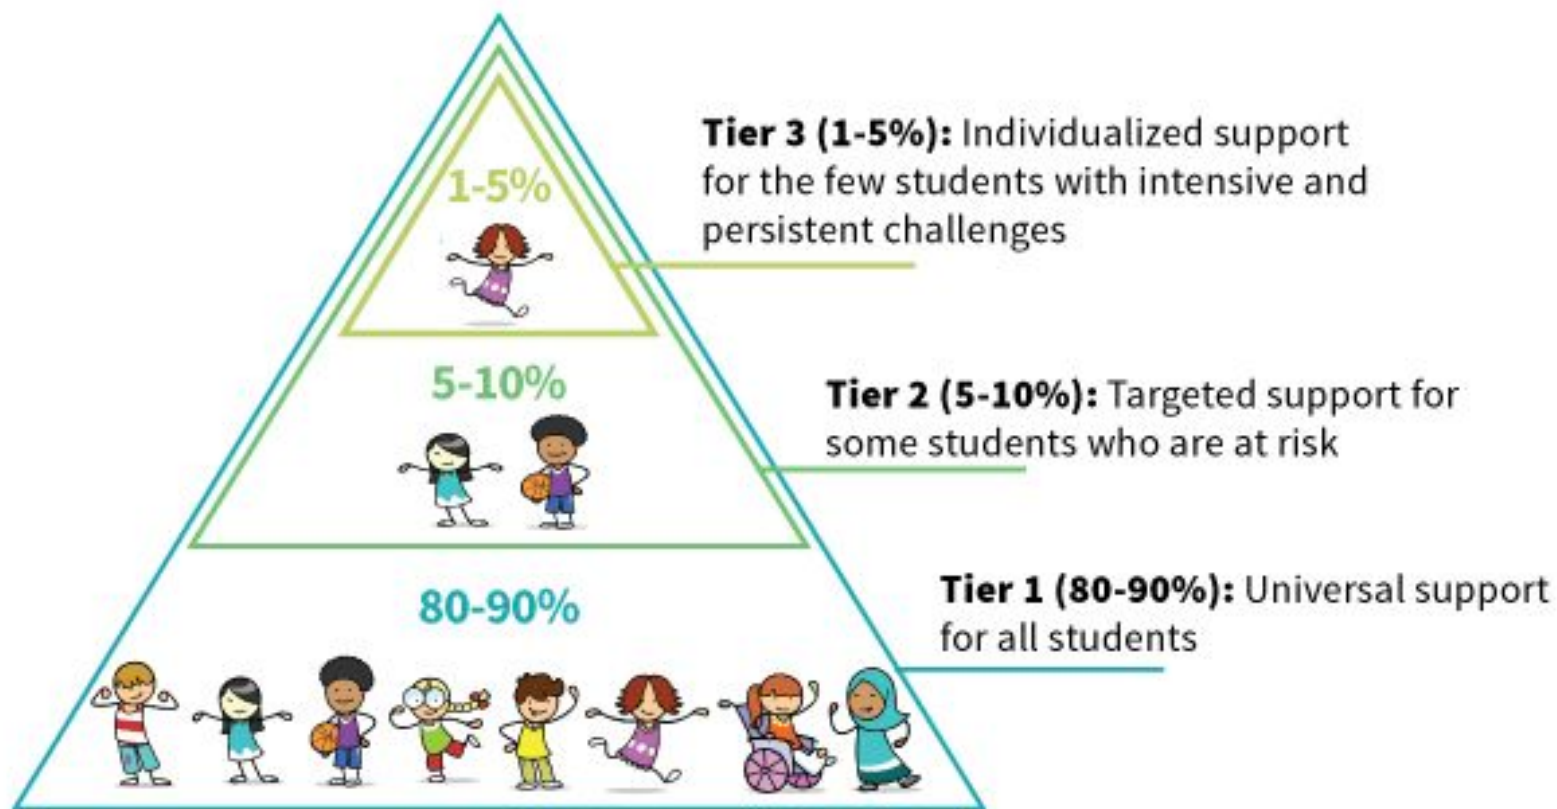 1-5%
Tier 3 (1-5%): Individualized support
for the few students with intensive and
persistent challenges
5-10%
Tier 2 (5-10%): Targeted support for
some students who are at risk
80-90%
Tier 1 (80-90%): Universal support
for all students